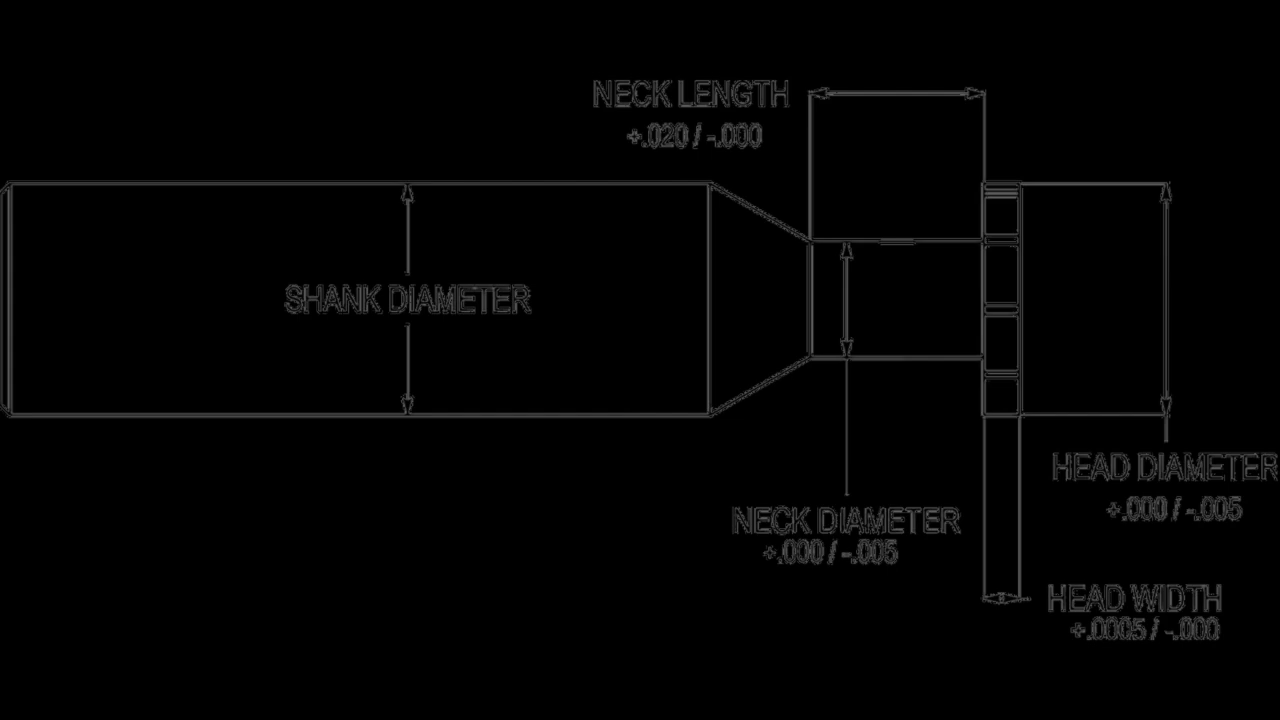 NECK LENGTH
+.020 / -.000
SHANK DIAMETER
HEAD DIAMETER
+.000 / -.005
NECK DIAMETER
+.000 / -.005
HEAD WIDTH
+.0005 / -.000